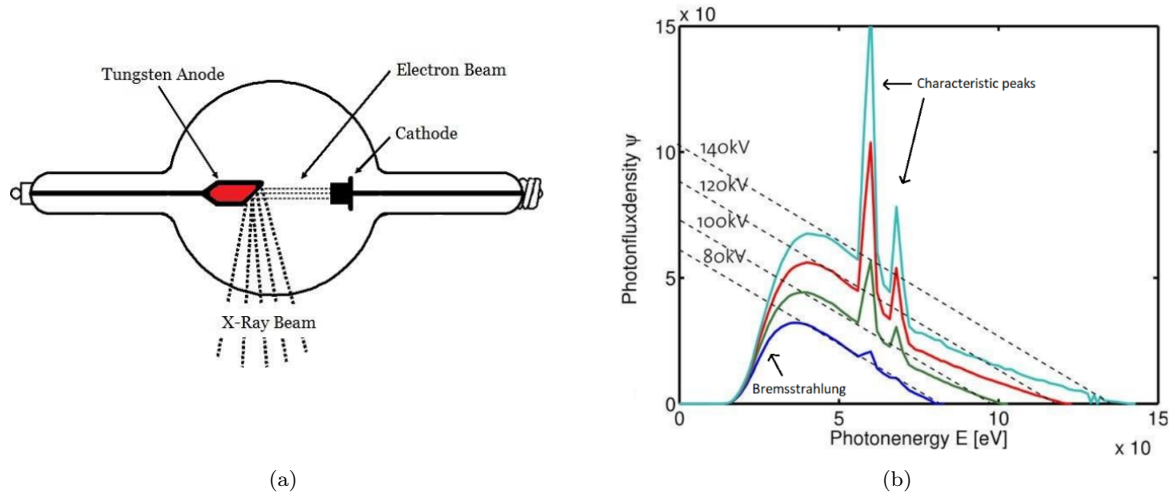 Tungsten Anode
Electron Beam
Cathode
X-Ray Beam
(a)
15 x 10
10
5
0
Photonfluxdensity ψ
140kV
120kV
100kV
80kV
Characteristic peaks
Bremsstrahlung
0 5 10 15
Photonenergy E [eV]
x 10
(b)